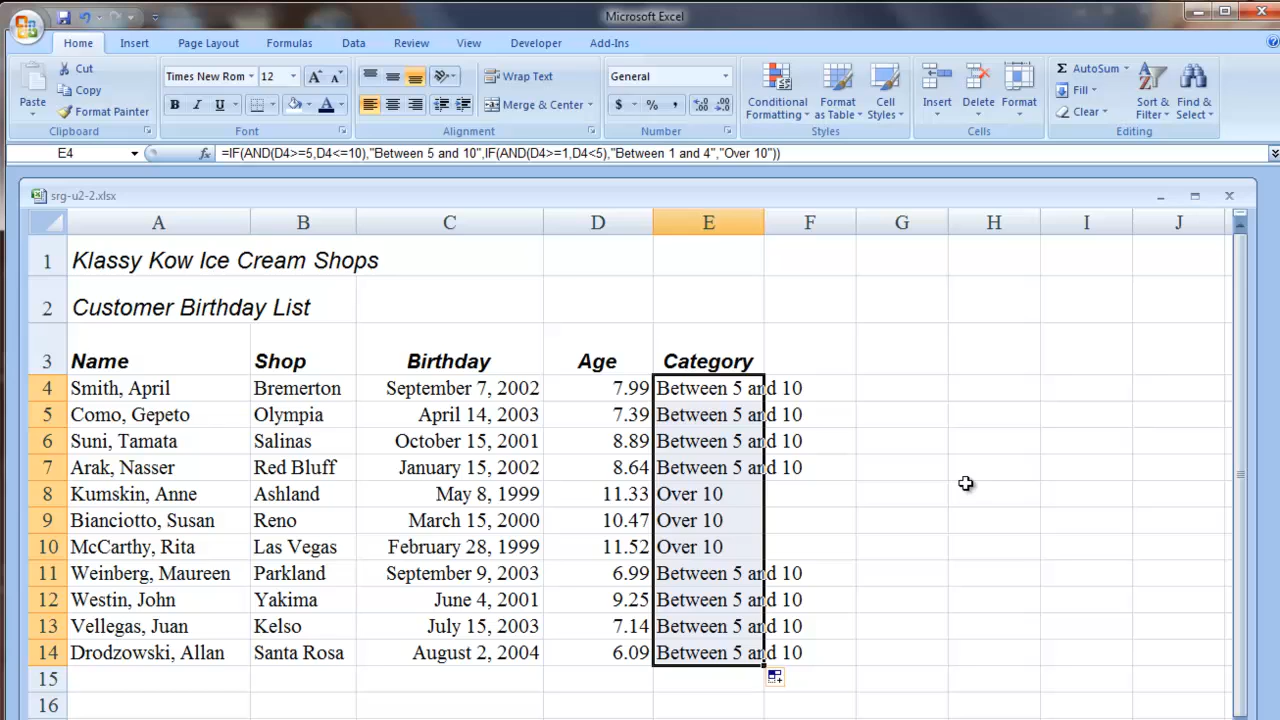 Microsoft Excel
Home Insert Page Layout Formulas Data Review View Developer Add-Ins
Paste Cut Copy Format Painter Clipboard
Times New Rom 12 A A B I U A Font
Wrap Text Merge & Center Alignment
General $ % , .0 .00 .00 .0 Number
Conditional Formatting Format as Table Cell Styles Styles
Insert Delete Format Cells
Σ AutoSum Fill Clear Sort & Filter Find & Select Editing
E4 fx =IF(AND(D4>=5,D4<=10),"Between 5 and 10",IF(AND(D4>=1,D4<5),"Between 1 and 4","Over 10"))
srg-u2-2.xlsx
A B C D E F G H I J
1 Klassy Kow Ice Cream Shops
2 Customer Birthday List
3 Name Shop Birthday Age Category
4 Smith, April Bremerton September 7, 2002 7.99 Between 5 and 10
5 Como, Gepeto Olympia April 14, 2003 7.39 Between 5 and 10
6 Suni, Tamata Salinas October 15, 2001 8.89 Between 5 and 10
7 Arak, Nasser Red Bluff January 15, 2002 8.64 Between 5 and 10
8 Kumskin, Anne Ashland May 8, 1999 11.33 Over 10
9 Bianciotto, Susan Reno March 15, 2000 10.47 Over 10
10 McCarthy, Rita Las Vegas February 28, 1999 11.52 Over 10
11 Weinberg, Maureen Parkland September 9, 2003 6.99 Between 5 and 10
12 Westin, John Yakima June 4, 2001 9.25 Between 5 and 10
13 Vellegas, Juan Kelso July 15, 2003 7.14 Between 5 and 10
14 Drodzowski, Allan Santa Rosa August 2, 2004 6.09 Between 5 and 10
15
16